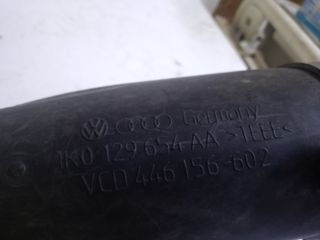 Germany
1K0 129 654 AA >TEEE<
VCD 446 156-602